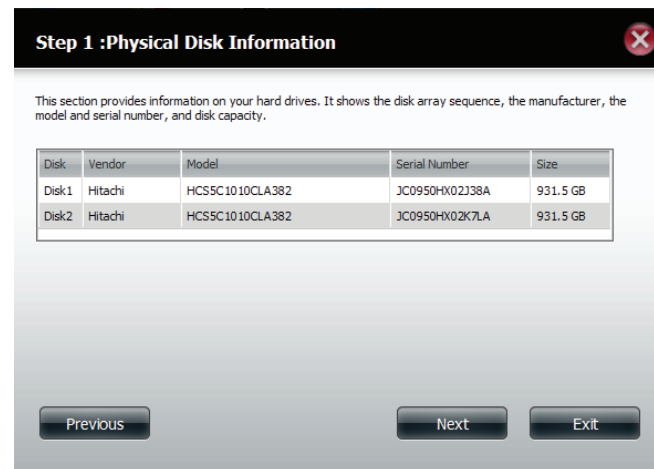 Step 1 :Physical Disk Information
This section provides information on your hard drives. It shows the disk array sequence, the manufacturer, the
model and serial number, and disk capacity.
Disk Vendor Model Serial Number Size
Disk1 Hitachi HCS5C1010CLA382 JC0950HX02J38A 931.5 GB
Disk2 Hitachi HCS5C1010CLA382 JC0950HX02K7LA 931.5 GB
Previous Next Exit